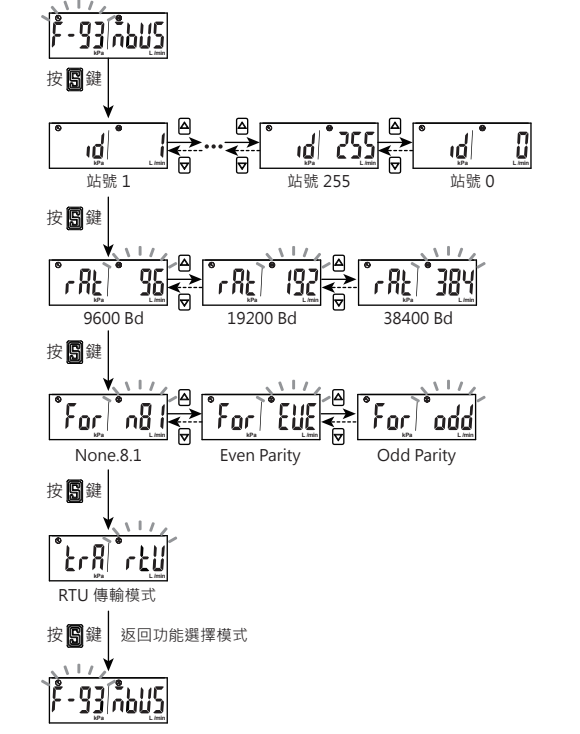 F-93 nbUS
kPa L /min
按 S 鍵
id 1 ... id 255 id 0
L /min L /min L /min
站號 1 站號 255 站號 0
按 S 鍵
rAt 96 rAt 192 rAt 384
kPa L /min kPa L /min kPa L /min
9600 Bd 19200 Bd 38400 Bd
按 S 鍵
For n81 For EVE For odd
kPa L /min kPa L /min kPa L /min
None.8.1 Even Parity Odd Parity
按 S 鍵
trA rtU
kPa L /min
RTU 傳輸模式
按 S 鍵 返回功能選擇模式
F-93 nbUS
kPa L /min